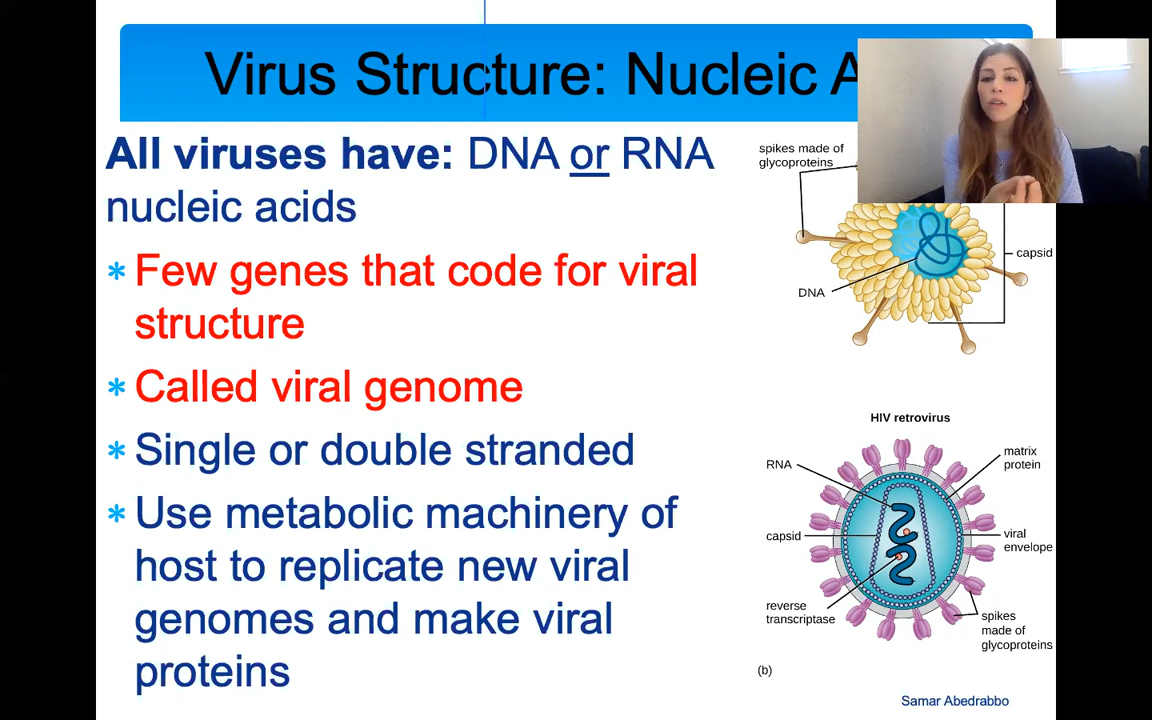 Virus Structure: Nucleic A
All viruses have: DNA or RNA
nucleic acids
* Few genes that code for viral
structure
* Called viral genome
* Single or double stranded
* Use metabolic machinery of
host to replicate new viral
genomes and make viral
proteins
spikes made of
glycoproteins
capsid
DNA
HIV retrovirus
RNA
matrix
protein
capsid
viral
envelope
reverse
transcriptase
spikes
made of
glycoproteins
(b)
Samar Abedrabbo